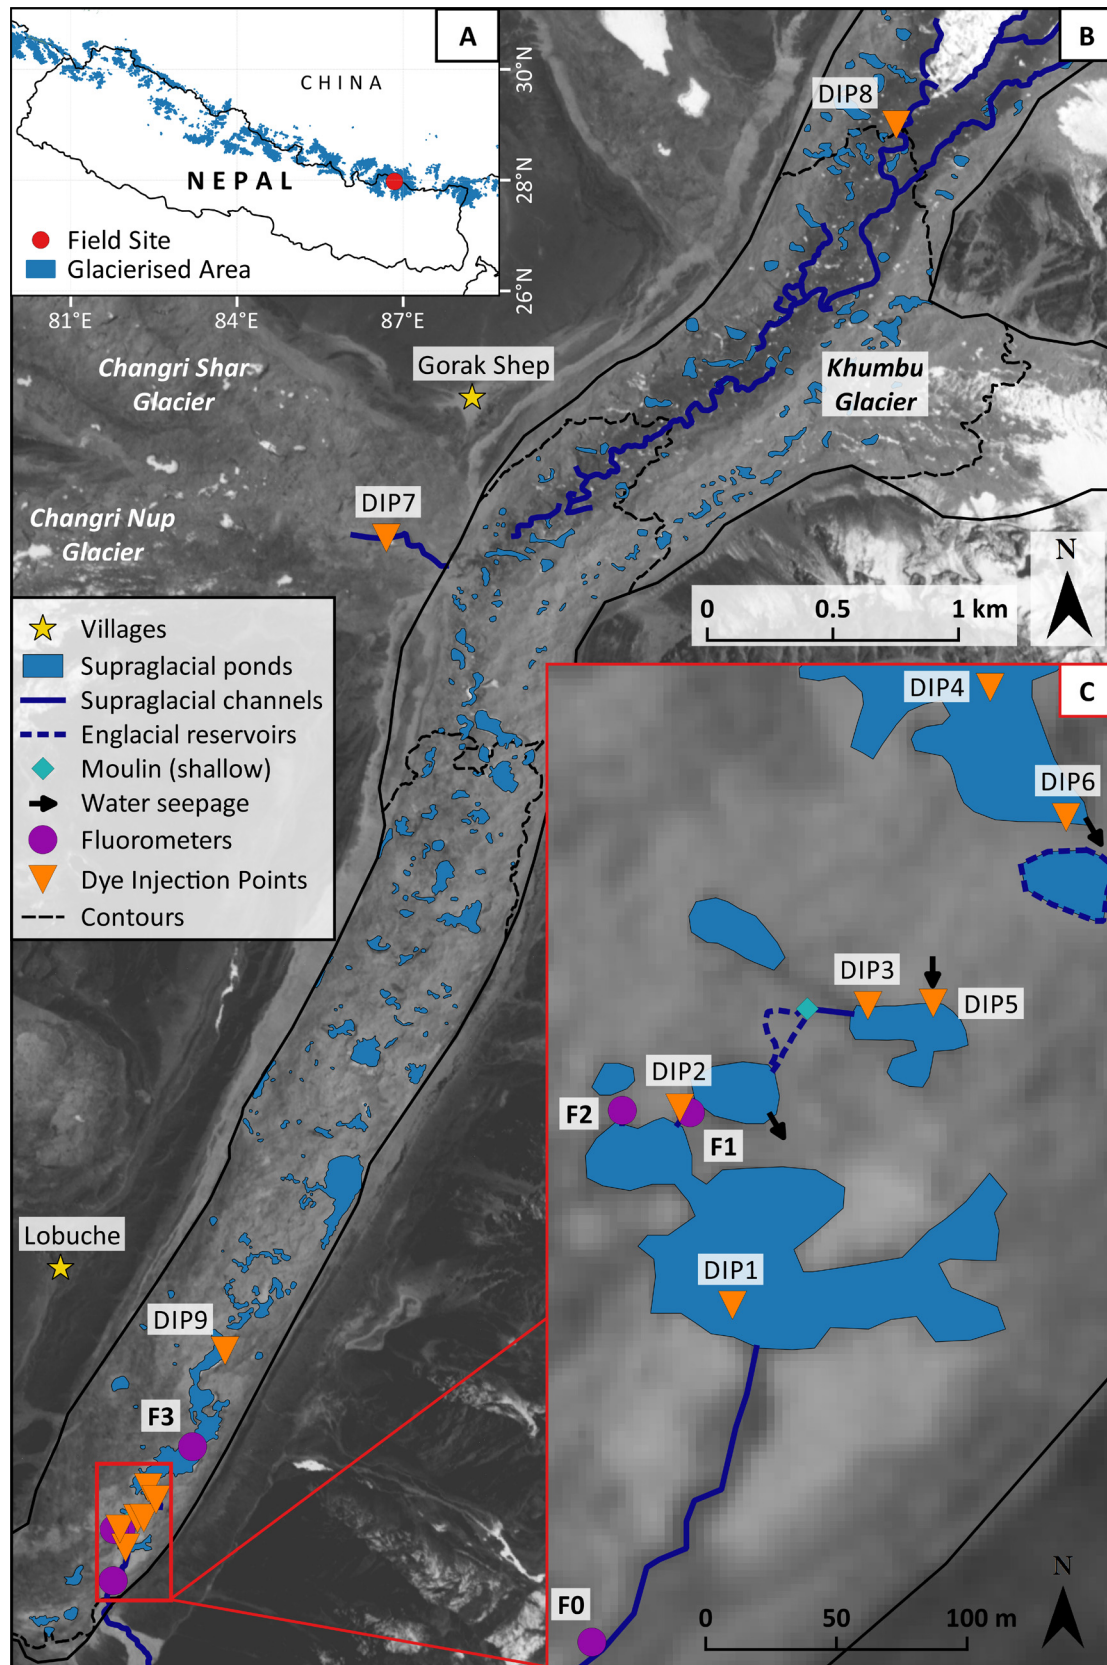 A
CHINA
NEPAL
Field Site
Glacierised Area
30°N
28°N
26°N
81°E
84°E
87°E
B
DIP8
Changri Shar
Glacier
Gorak Shep
Khumbu
Glacier
DIP7
Changri Nup
Glacier
N
0
0.5
1 km
Villages
Supraglacial ponds
Supraglacial channels
Englacial reservoirs
Moulin (shallow)
Water seepage
Fluorometers
Dye Injection Points
Contours
Lobuche
DIP9
F3
C
DIP4
DIP6
DIP3
DIP5
DIP2
F2
F1
DIP1
F0
0
50
100 m
N